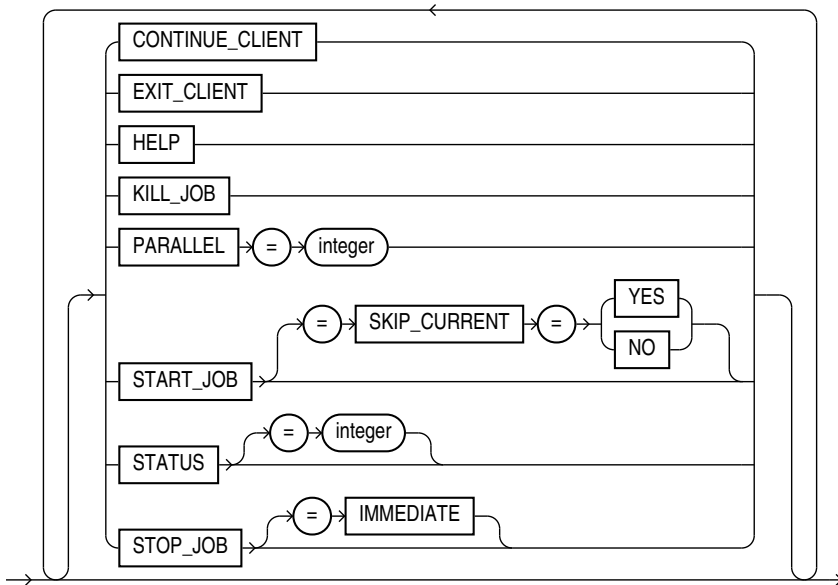 CONTINUE_CLIENT
EXIT_CLIENT
HELP
KILL_JOB
PARALLEL = integer
YES
= SKIP_CURRENT =
NO
START_JOB
= integer
STATUS
= IMMEDIATE
STOP_JOB